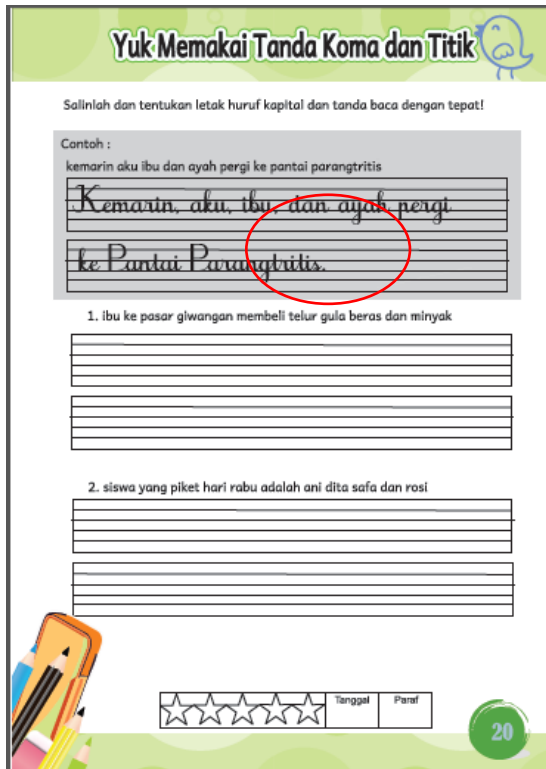 Yuk Memakai Tanda Koma dan Titik
Salinlah dan tentukan letak huruf kapital dan tanda baca dengan tepat!
Contoh :
kemarin aku ibu dan ayah pergi ke pantai parangtritis
Kemarin, aku, ibu, dan ayah pergi
ke Pantai Parangtritis.
1. ibu ke pasar giwangan membeli telur gula beras dan minyak
2. siswa yang piket hari rabu adalah ani dita safa dan rosi
Tanggal Paraf
20